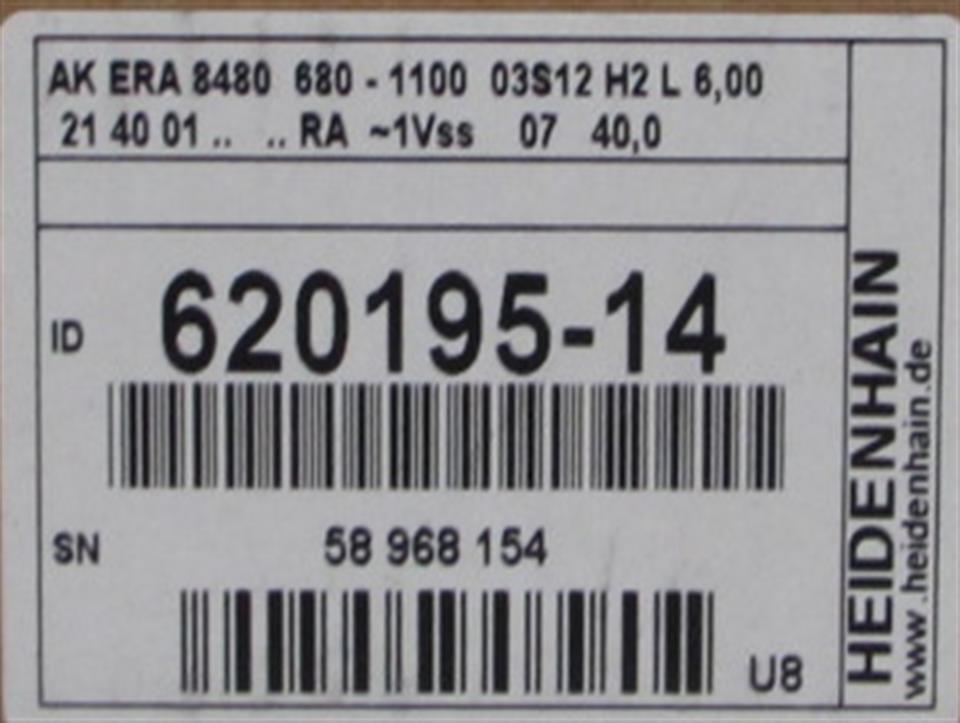 AK ERA 8480 680 - 1100 03S12 H2 L 6,00
21 40 01 .. .. RA ~1Vss 07 40,0
ID 620195-14
SN 58 968 154
U8
HEIDENHAIN
www.heidenhain.de